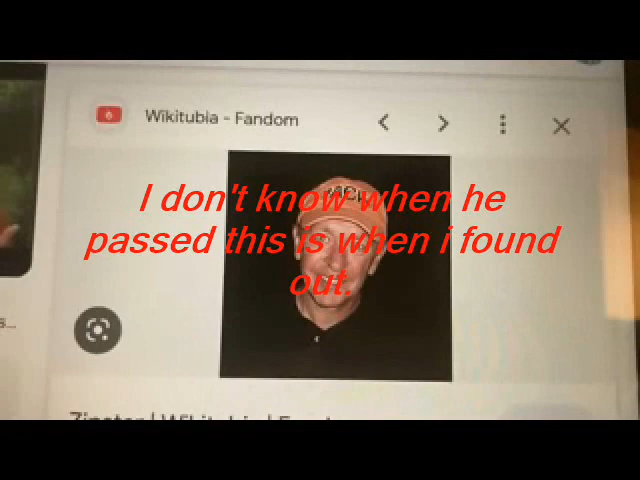 Wikitubia - Fandom
I don't know when he
passed this is when i found
out.